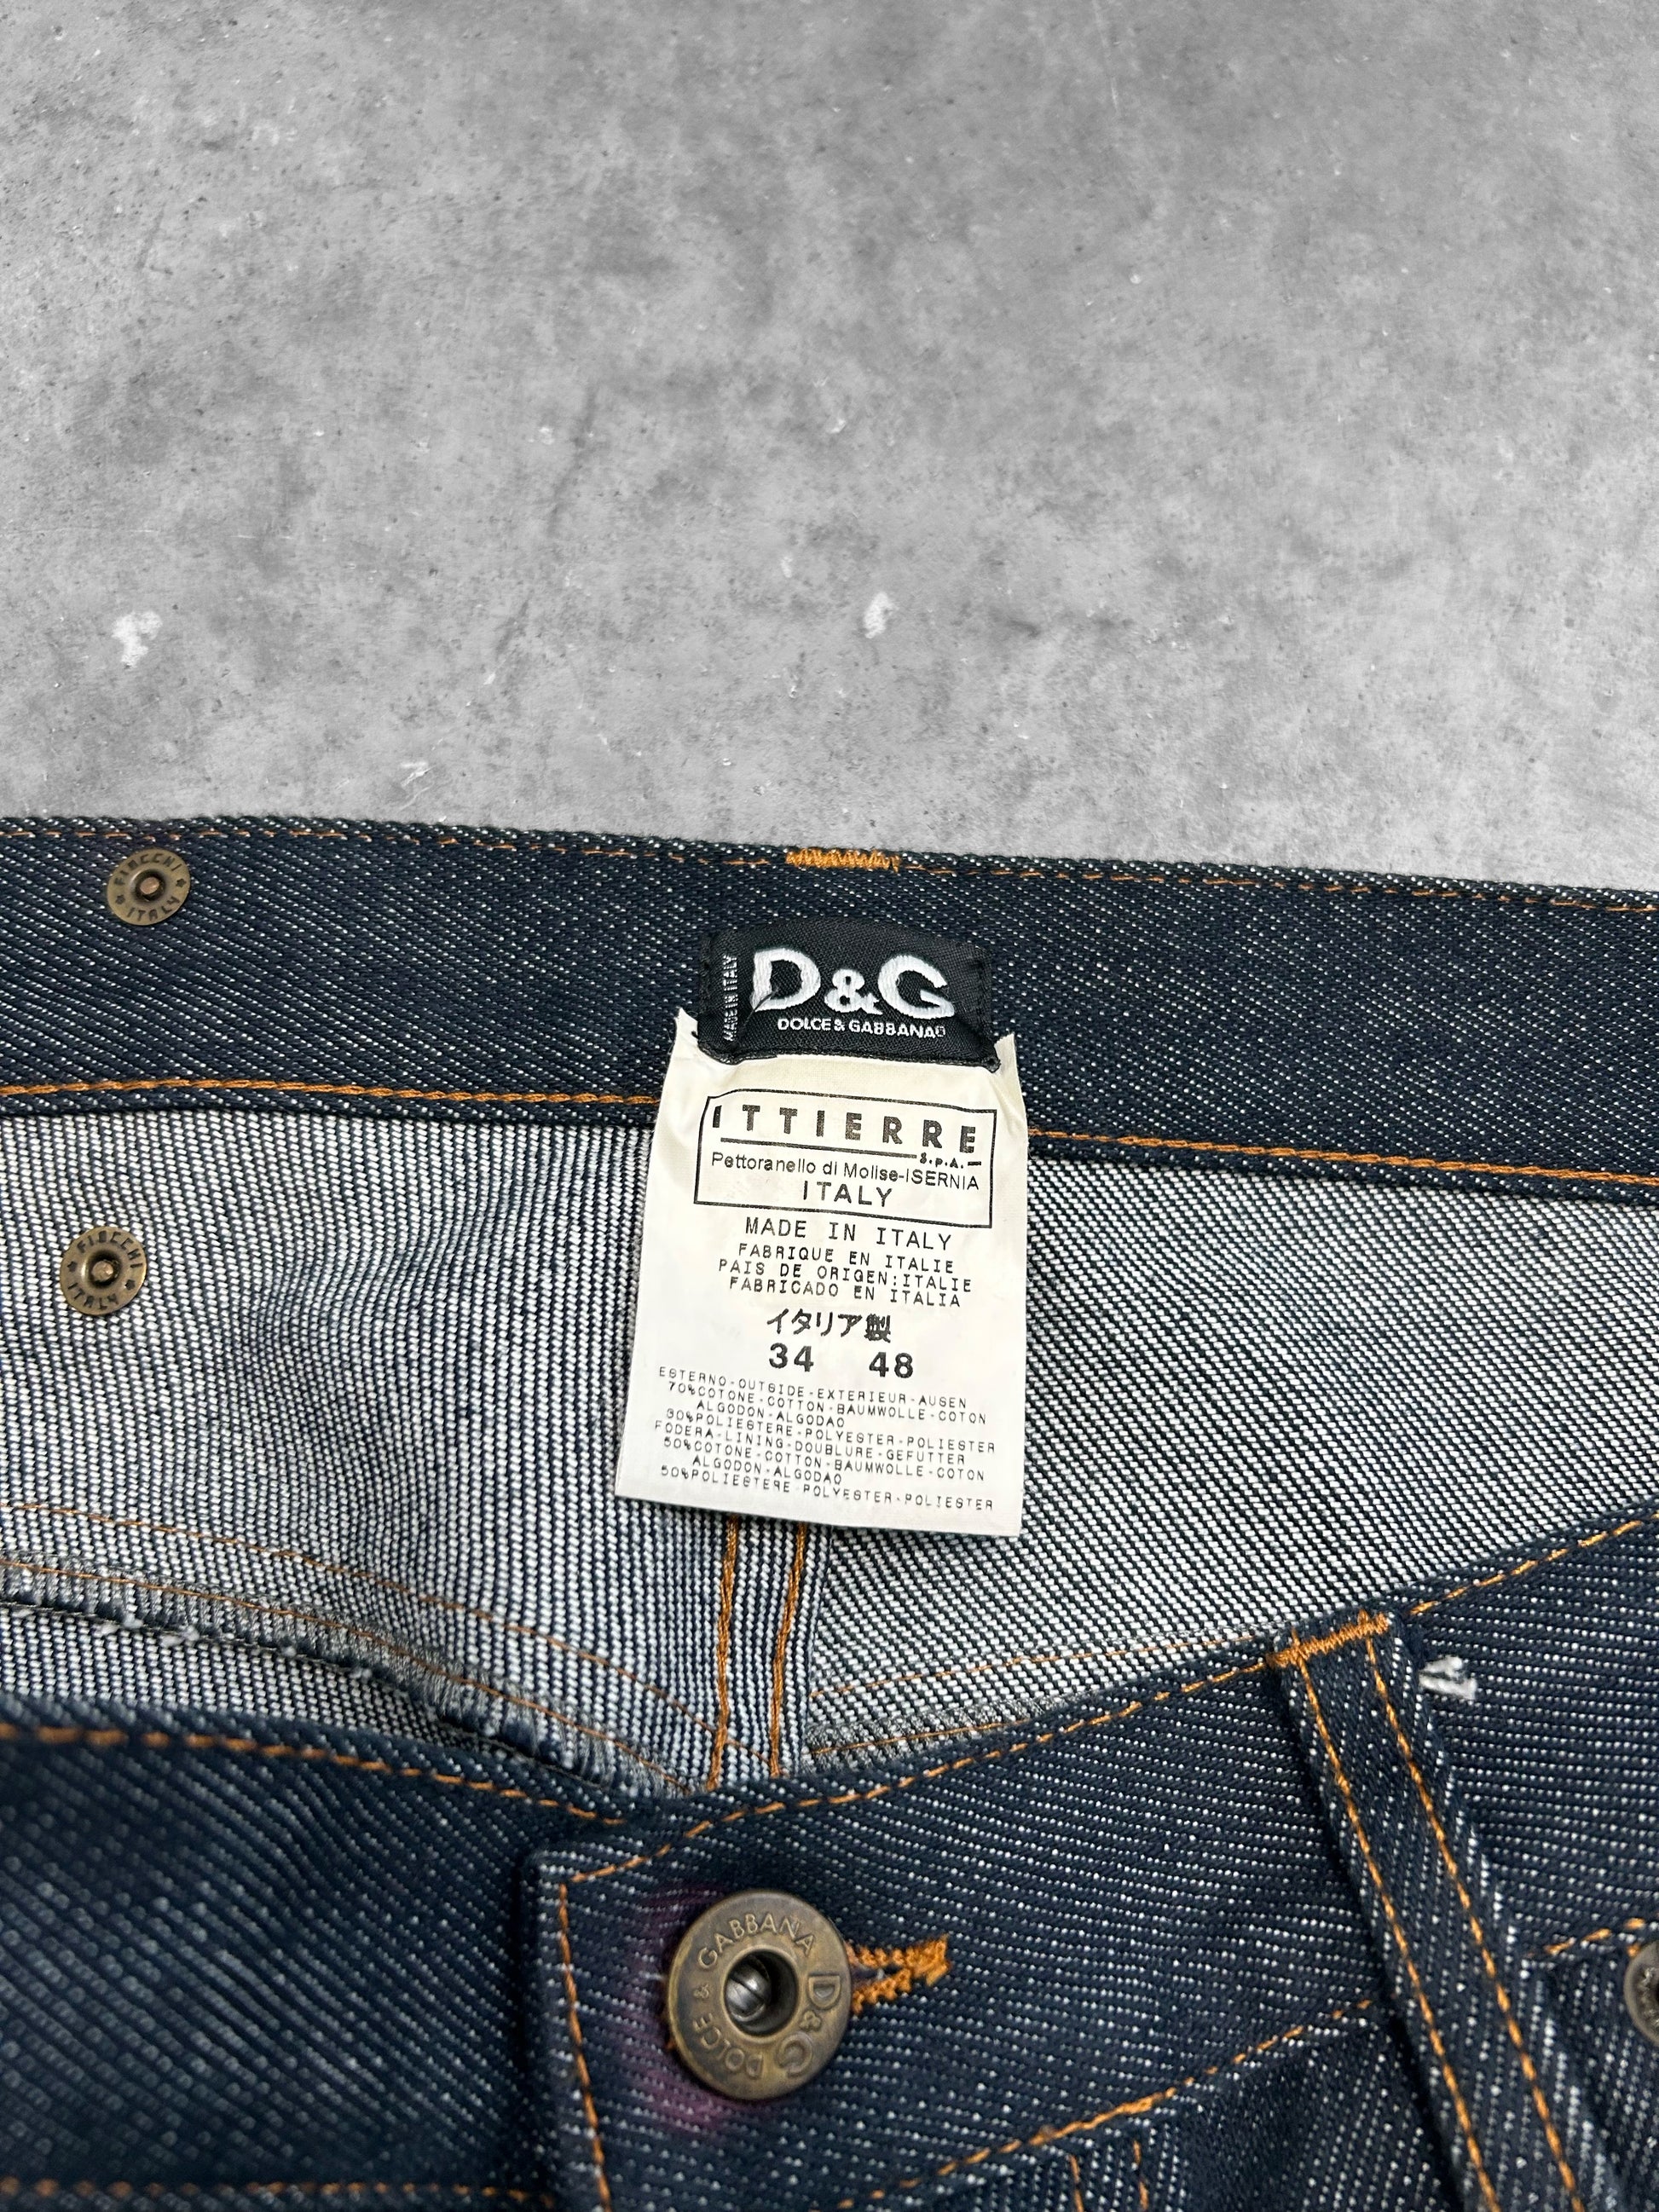 FIOCCHI
ITALY
MADE IN ITALY
D&G
DOLCE & GABBANA
ITTIERRE
S.p.A.
Pettoranello di Molise-ISERNIA
ITALY
MADE IN ITALY
FABRIQUE EN ITALIE
PAIS DE ORIGEN:ITALIE
FABRICADO EN ITALIA
イタリア製
34 48
ESTERNO-OUTSIDE-EXTERIEUR-AUSEN
70%COTONE-COTTON-BAUMWOLLE-COTON
ALGODON-ALGODAO
30%POLIESTERE-POLYESTER-POLIESTER
FODERA-LINING-DOUBLURE-GEFUTTER
50%COTONE-COTTON-BAUMWOLLE-COTON
ALGODON-ALGODAO
50%POLIESTERE-POLYESTER-POLIESTER
FIOCCHI
ITALY
DOLCE & GABBANA
D&G